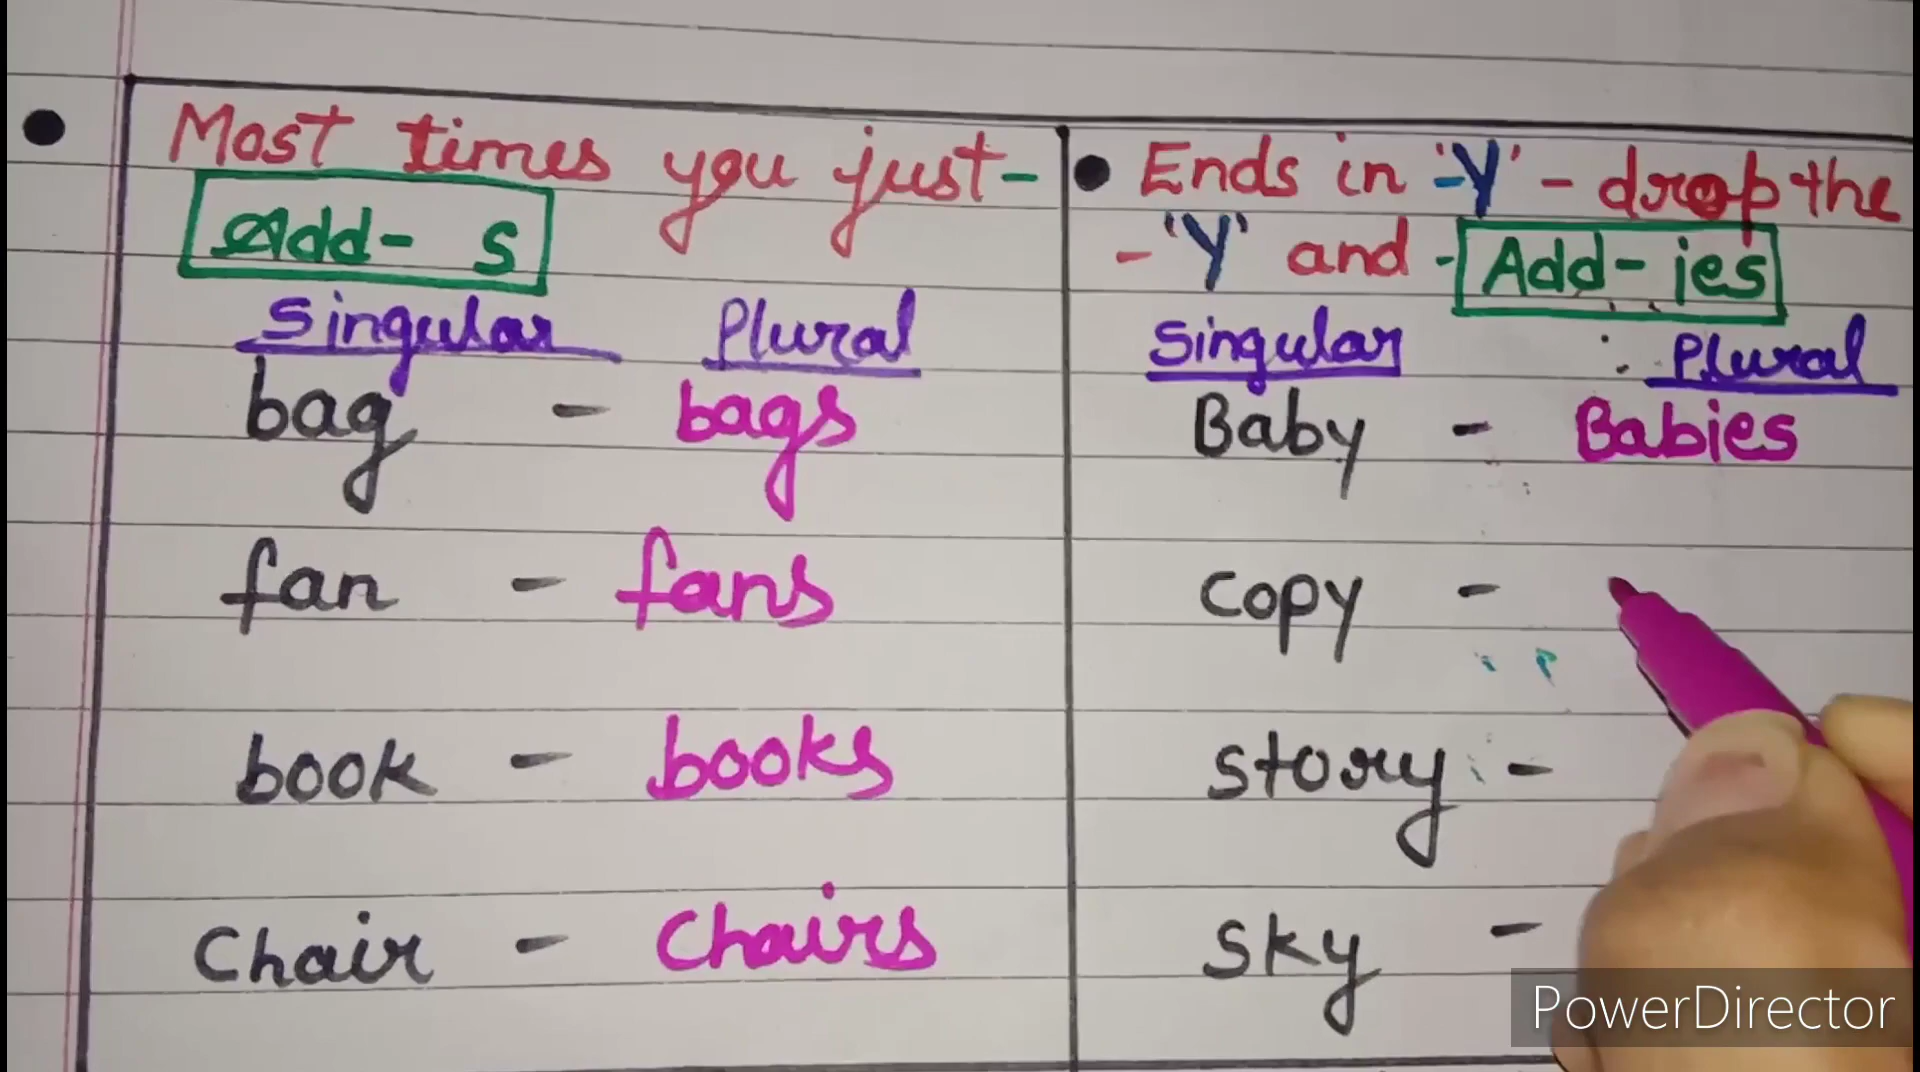 Most times you just-
Add- s
Singular Plural
bag - bags
fan - fans
book - books
Chair - Chairs
Ends in '-Y' - drop the
- 'Y' and - Add- ies
Singular Plural
Baby - Babies
copy -
story -
sky -
PowerDirector